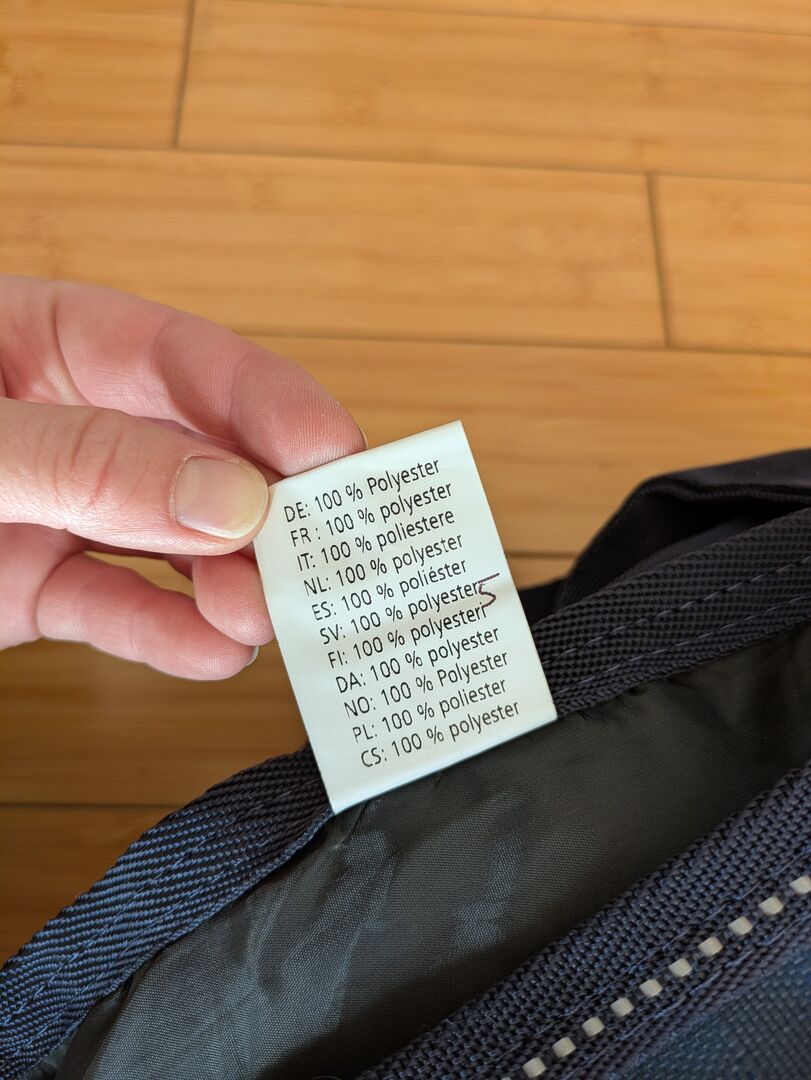 DE: 100 % Polyester
FR : 100 % polyester
IT: 100 % poliestere
NL: 100 % polyester
ES: 100 % poliéster
SV: 100 % polyester
FI: 100 % polyesteri
DA: 100 % polyester
NO: 100 % Polyester
PL: 100 % poliester
CS: 100 % polyester
5